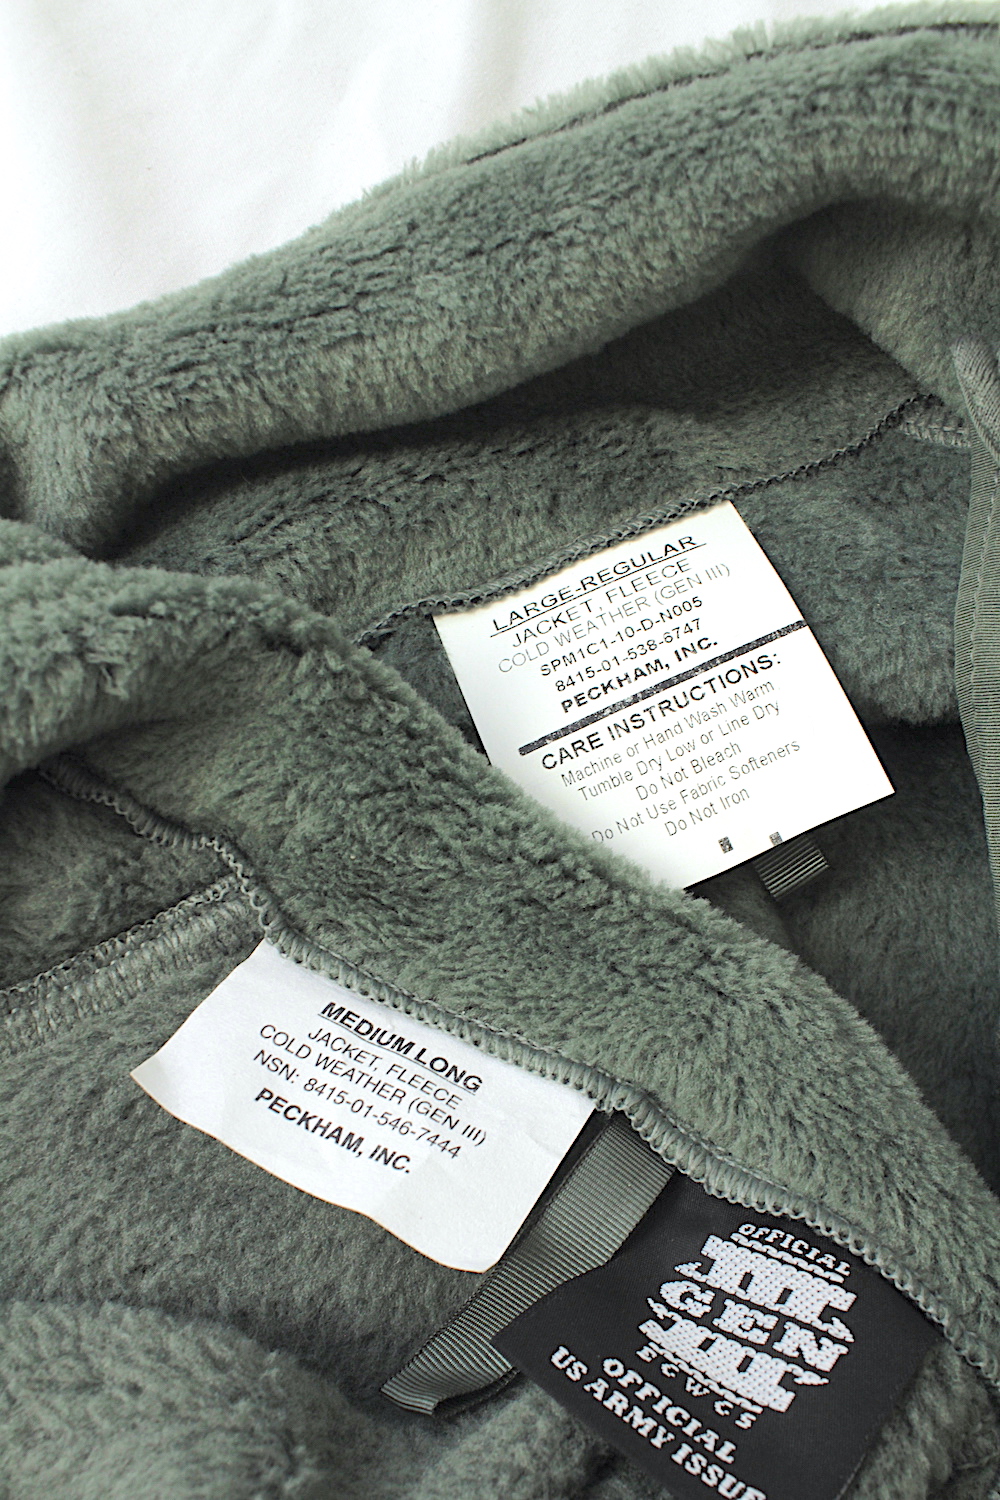 LARGE-REGULAR
JACKET, FLEECE
COLD WEATHER (GEN III)
SPM1C1-10-D-N005
8415-01-538-6747
PECKHAM, INC.
CARE INSTRUCTIONS:
Machine or Hand Wash Warm
Tumble Dry Low or Line Dry
Do Not Bleach
Do Not Use Fabric Softeners
Do Not Iron
MEDIUM LONG
JACKET, FLEECE
COLD WEATHER (GEN III)
NSN: 8415-01-546-7444
PECKHAM, INC.
OFFICIAL
III
GEN
III
ECWCS
OFFICIAL
US ARMY ISSUE